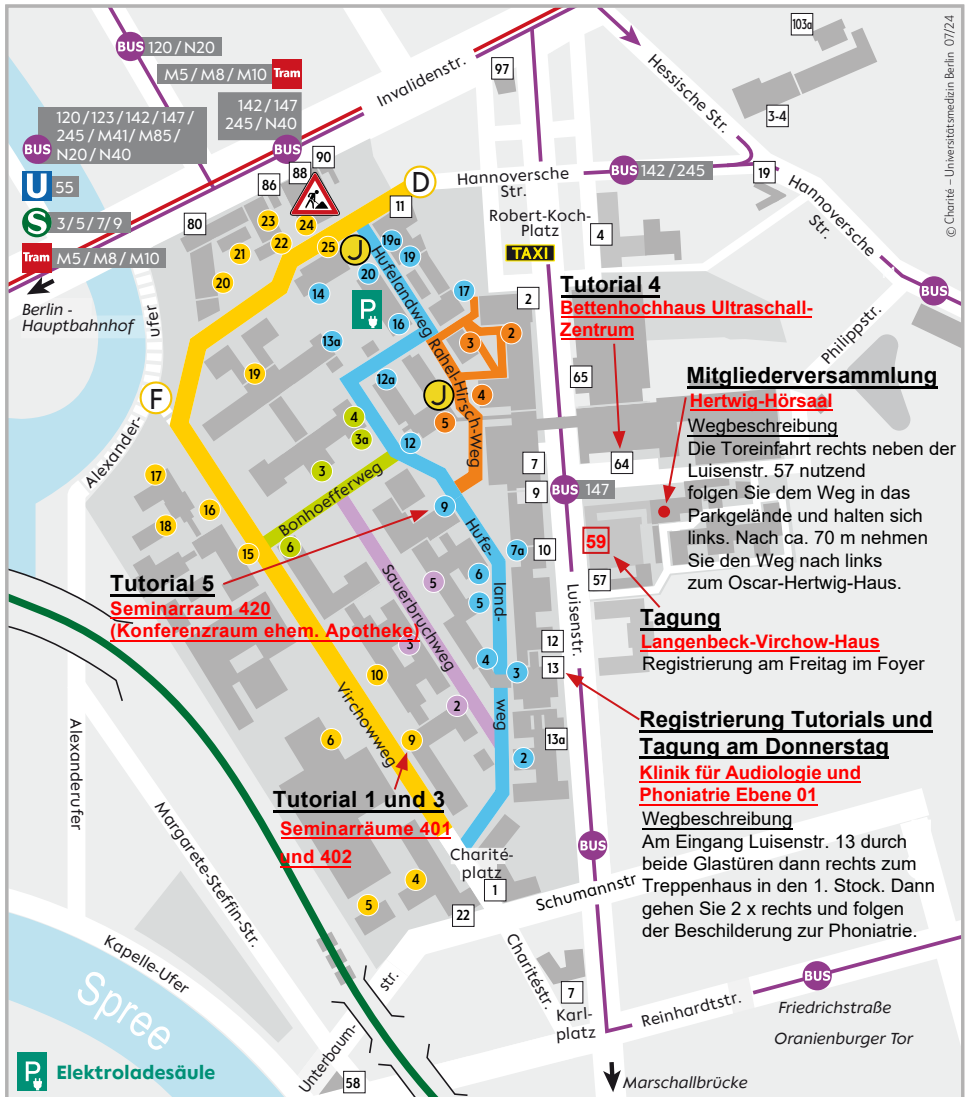 BUS 120 / N20
M5 / M8 / M10 Tram
120 / 123 / 142 / 147 /
245 / M41 / M85 /
N20 / N40
BUS
142 / 147
245 / N40
BUS
U 55
S 3 / 5 / 7 / 9
Tram M5 / M8 / M10
Berlin -
Hauptbahnhof
Invalidenstr.
97
103a
3-4
Hessische Str.
© Charité – Universitätsmedizin Berlin 07/24
90
88
86
80
D
11
Hannoversche
Str.
BUS 142 / 245
19
Hannoversche
Str.
Robert-Koch-
Platz
TAXI
4
2
BUS
Philippstr.
23
24
22
25
21
20
J
19a
19
20
14
P
16
17
13a
Hufelandweg
Rahel-Hirsch-Weg
2
3
4
J
5
12a
19
F
Alexander-
ufer
4
3a
12
3
Bonhoefferweg
6
9
17
16
18
15
65
64
7
9
BUS 147
Tutorial 4
Bettenhochhaus Ultraschall-
Zentrum
Mitgliederversammlung
Hertwig-Hörsaal
Wegbeschreibung
Die Toreinfahrt rechts neben der
Luisenstr. 57 nutzend
folgen Sie dem Weg in das
Parkgelände und halten sich
links. Nach ca. 70 m nehmen
Sie den Weg nach links
zum Oscar-Hertwig-Haus.
7a
10
59
57
Tutorial 5
Seminarraum 420
(Konferenzraum ehem. Apotheke)
Sauerbruchweg
5
3
2
6
5
4
3
2
Hufe-
land-
weg
Luisenstr.
12
13
13a
Tagung
Langenbeck-Virchow-Haus
Registrierung am Freitag im Foyer
Registrierung Tutorials und
Tagung am Donnerstag
Klinik für Audiologie und
Phoniatrie Ebene 01
Wegbeschreibung
Am Eingang Luisenstr. 13 durch
beide Glastüren dann rechts zum
Treppenhaus in den 1. Stock. Dann
gehen Sie 2 x rechts und folgen
der Beschilderung zur Phoniatrie.
Virchowweg
10
6
9
Tutorial 1 und 3
Seminarräume 401
und 402
Charité-
platz
4
5
1
22
BUS
Schumannstr
Alexanderufer
Margarete-Steffin-Str.
Kapelle-Ufer
Spree
str.
Unterbaum-
58
Charitéstr.
7
Karl-
platz
Reinhardtstr.
BUS
Friedrichstraße
Oranienburger Tor
Marschallbrücke
P Elektroladesäule